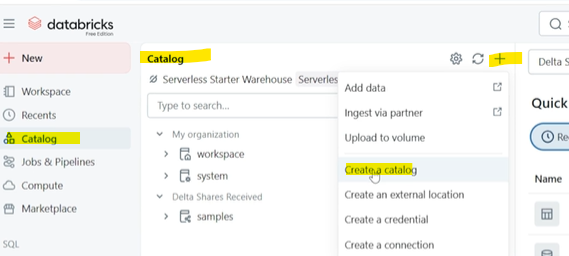 databricks
Free Edition
New
Workspace
Recents
Catalog
Jobs & Pipelines
Compute
Marketplace
SQL
Catalog
Serverless Starter Warehouse
Serverles
Type to search...
My organization
workspace
system
Delta Shares Received
samples
Add data
Ingest via partner
Upload to volume
Create a catalog
Create an external location
Create a credential
Create a connection
Delta S
Quick
Re
Name